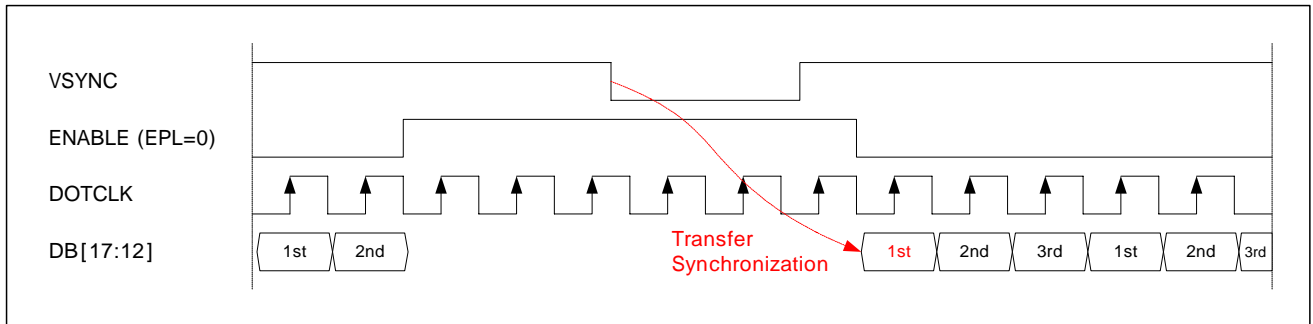 VSYNC
ENABLE (EPL=0)
DOTCLK
DB[17:12]
1st 2nd
Transfer
Synchronization
1st 2nd 3rd 1st 2nd 3rd